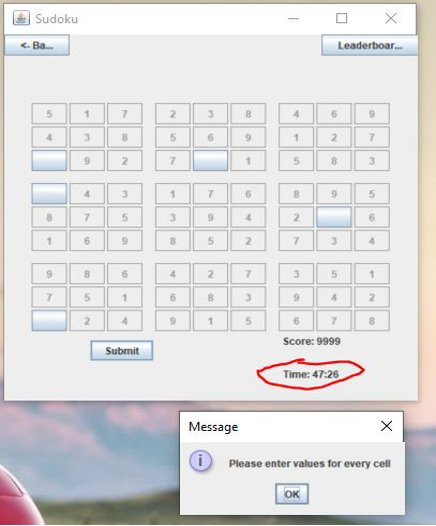 Sudoku
<- Ba... Leaderboar...
5 1 7 2 3 8 4 6 9
4 3 8 5 6 9 1 2 7
9 2 7 1 5 8 3
4 3 1 7 6 8 9 5
8 7 5 3 9 4 2 6
1 6 9 8 5 2 7 3 4
9 8 6 4 2 7 3 5 1
7 5 1 6 8 3 9 4 2
2 4 9 1 5 6 7 8
Submit
Score: 9999
Time: 47:26
Message
Please enter values for every cell
OK